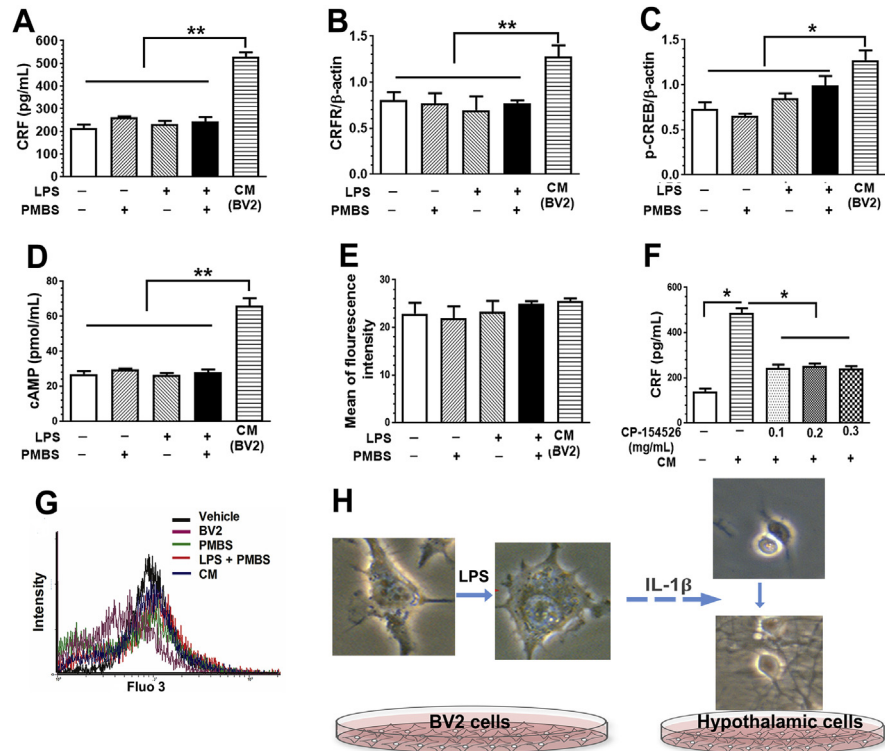 A
**
CRF (pg/mL)
600
500
400
300
200
100
0
LPS – – + + CM
PMBS – + – + (BV2)
B
**
CRFR/β-actin
1.5
1.0
0.5
0.0
LPS – – + + CM
PMBS – + – + (BV2)
C
*
p-CREB/β-actin
1.5
1.0
0.5
0.0
LPS – – + + CM
PMBS – + – + (BV2)
D
**
cAMP (pmol/mL)
80
60
40
20
0
LPS – – + + CM
PMBS – + – + (BV2)
E
Mean of flourescence
intensity
30
20
10
0
LPS – – + + CM
PMBS – + – + (BV2)
F
* *
CRF (pg/mL)
600
400
200
0
CP-154526 – – 0.1 0.2 0.3
(mg/mL)
CM – + + + +
G
Vehicle
BV2
PMBS
LPS + PMBS
CM
Intensity
Fluo 3
H
LPS
IL-1β
BV2 cells
Hypothalamic cells